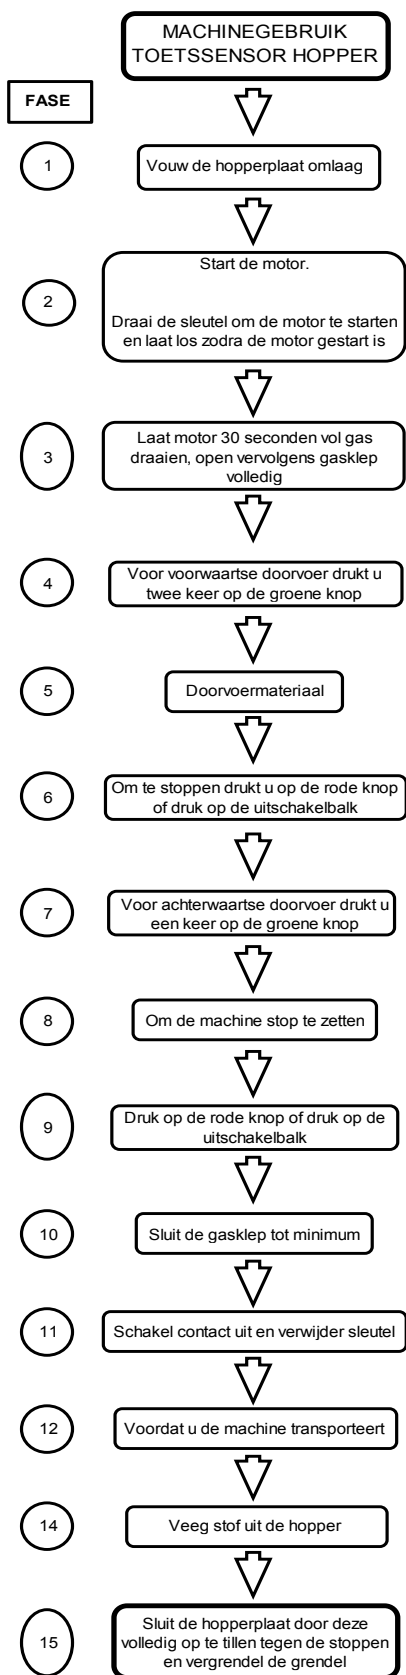 MACHINEGEBRUIK
TOETSSENSOR HOPPER
FASE
1
Vouw de hopperplaat omlaag
2
Start de motor.
Draai de sleutel om de motor te starten
en laat los zodra de motor gestart is
3
Laat motor 30 seconden vol gas
draaien, open vervolgens gasklep
volledig
4
Voor voorwaartse doorvoer drukt u
twee keer op de groene knop
5
Doorvoermateriaal
6
Om te stoppen drukt u op de rode knop
of druk op de uitschakelbalk
7
Voor achterwaartse doorvoer drukt u
een keer op de groene knop
8
Om de machine stop te zetten
9
Druk op de rode knop of druk op de
uitschakelbalk
10
Sluit de gasklep tot minimum
11
Schakel contact uit en verwijder sleutel
12
Voordat u de machine transporteert
14
Veeg stof uit de hopper
15
Sluit de hopperplaat door deze
volledig op te tillen tegen de stoppen
en vergrendel de grendel